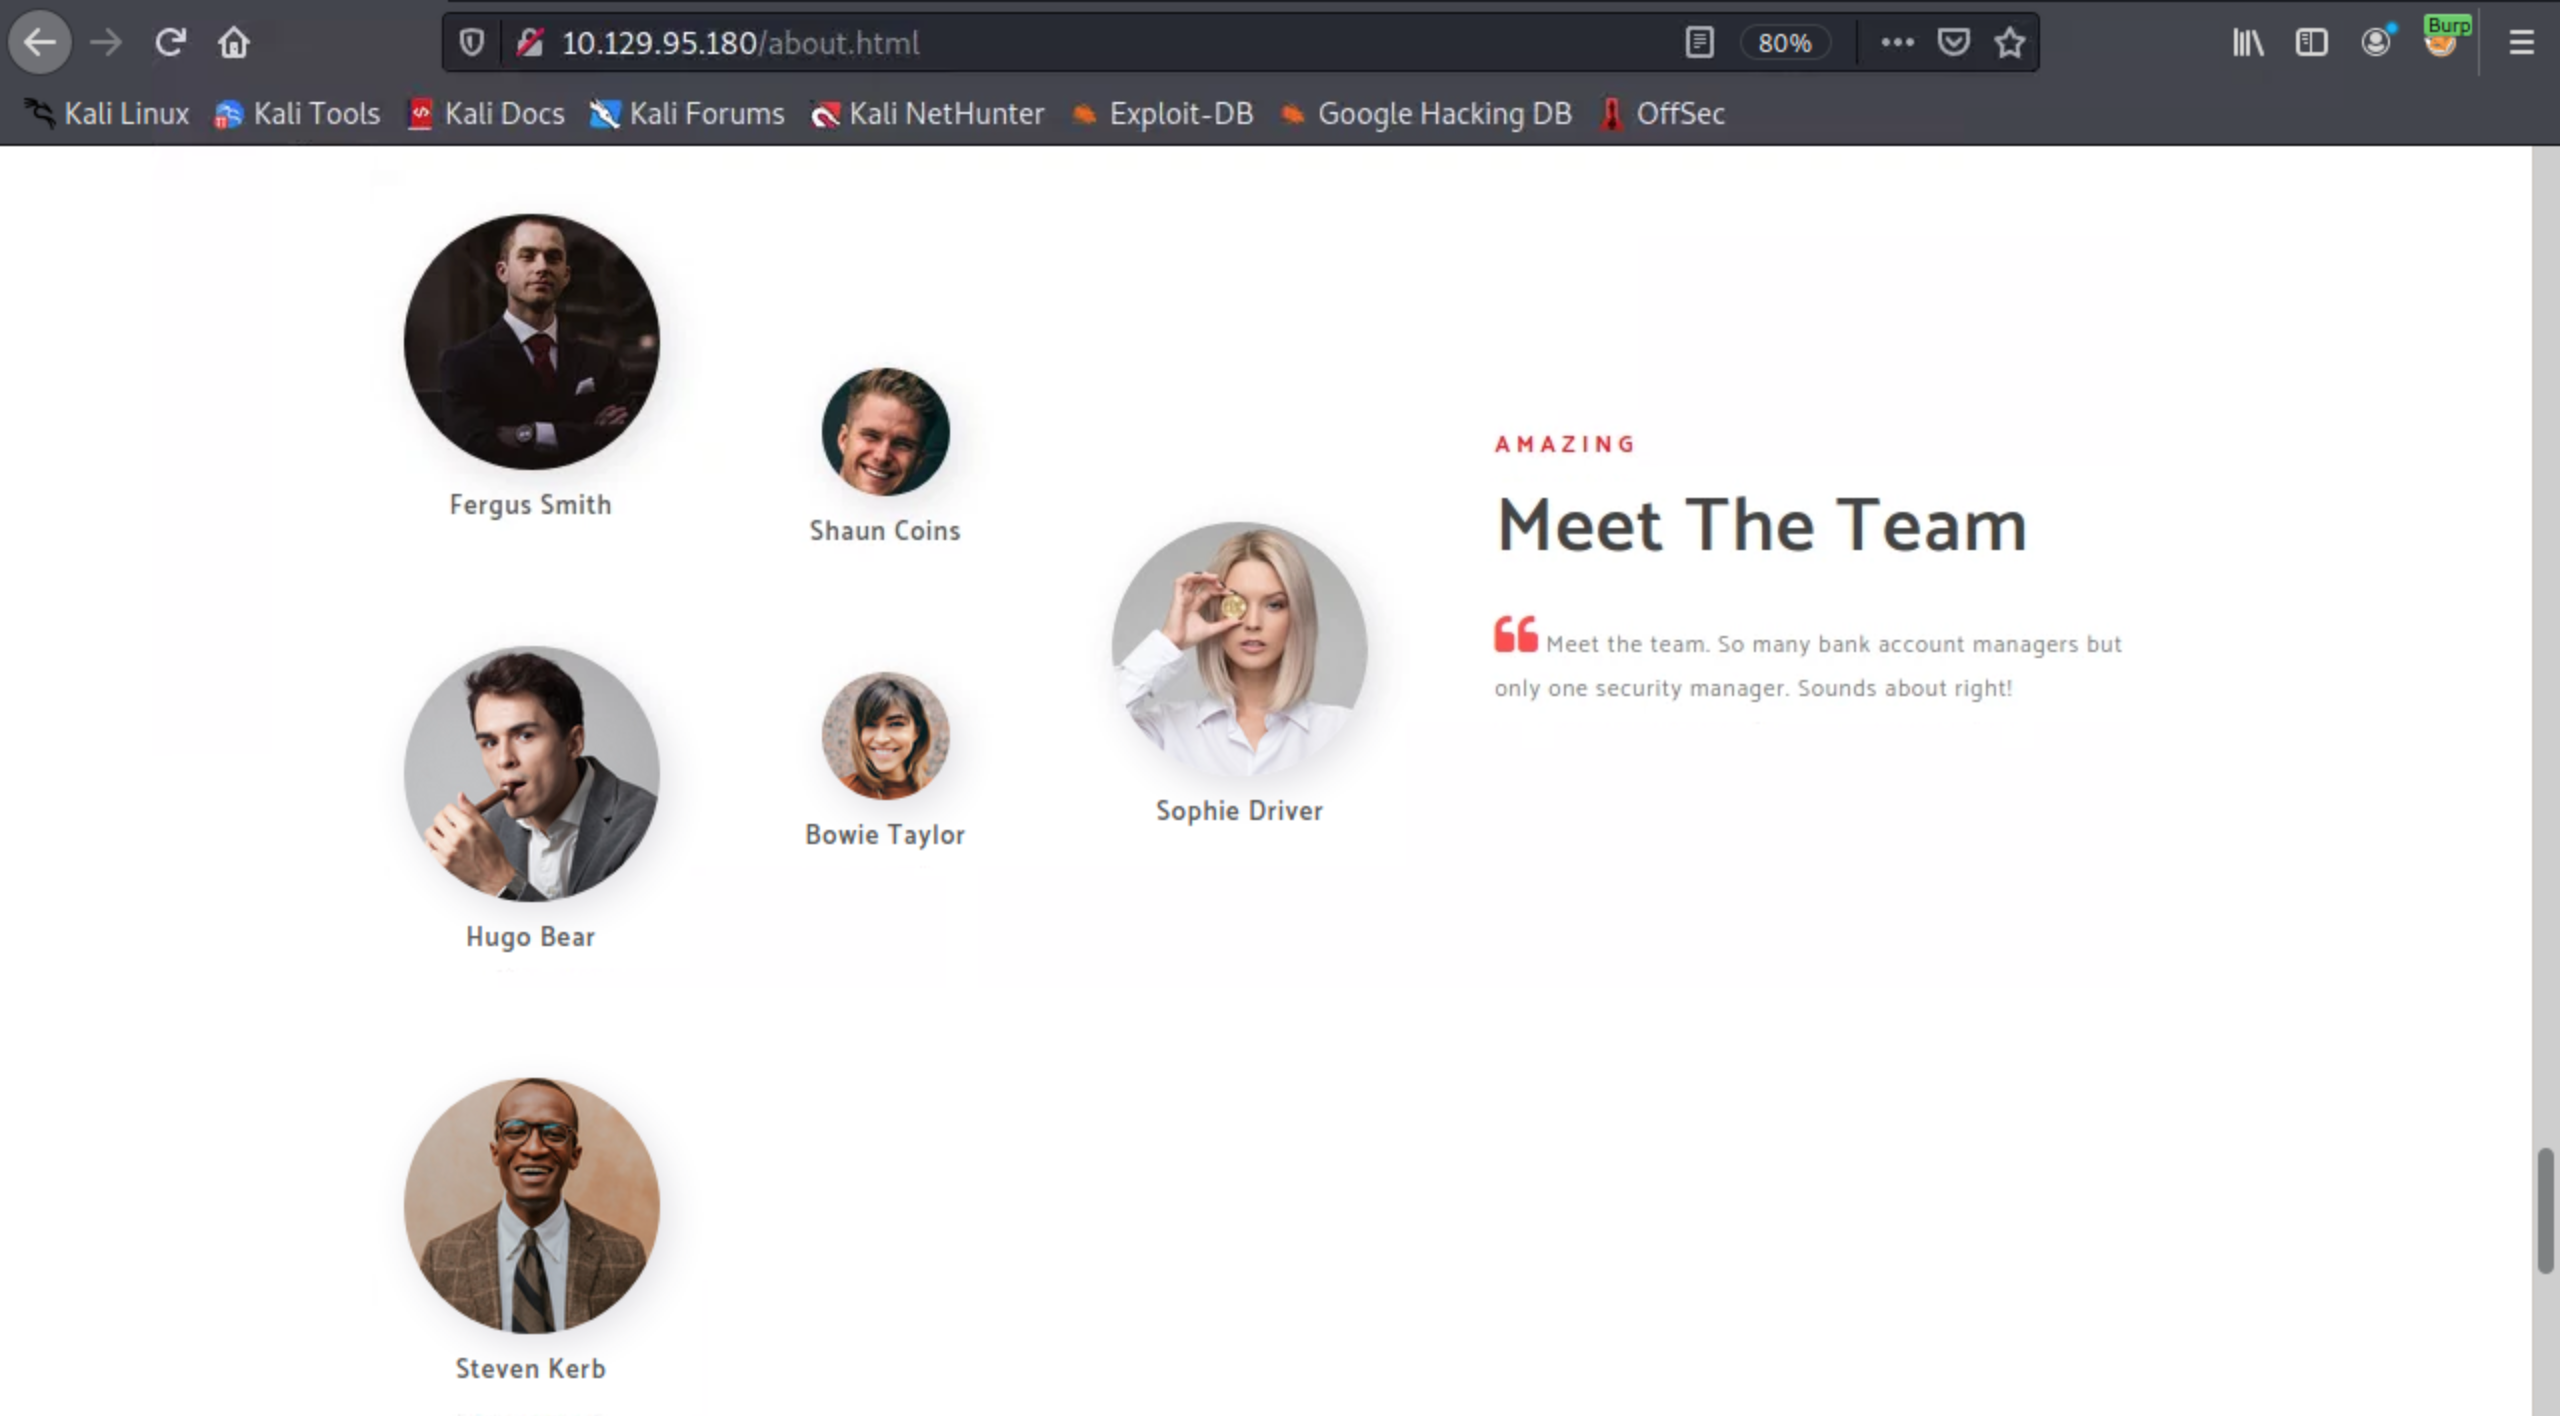 Burp
10.129.95.180/about.html
80%
Kali Linux
Kali Tools
Kali Docs
Kali Forums
Kali NetHunter
Exploit-DB
Google Hacking DB
OffSec
Fergus Smith
Shaun Coins
Hugo Bear
Bowie Taylor
Sophie Driver
Steven Kerb
AMAZING
Meet The Team
Meet the team. So many bank account managers but
only one security manager. Sounds about right!